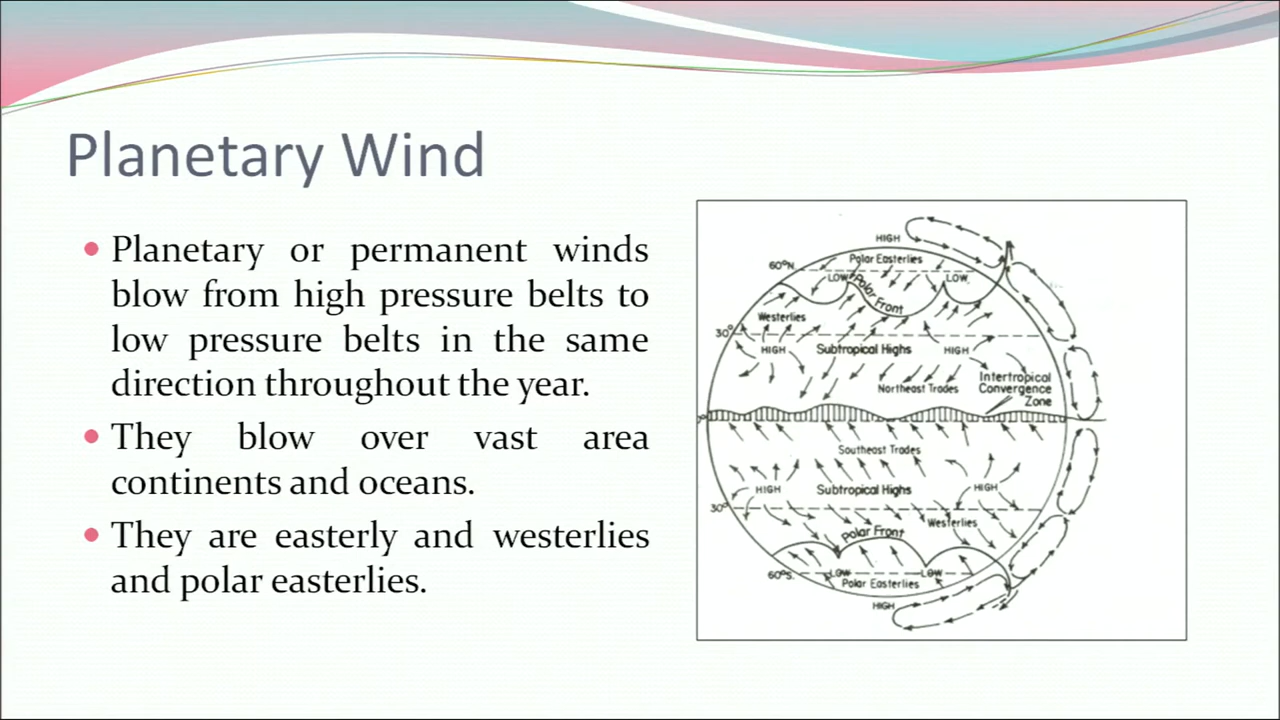 Planetary Wind
Planetary or permanent winds
blow from high pressure belts to
low pressure belts in the same
direction throughout the year.
They blow over vast area
continents and oceans.
They are easterly and westerlies
and polar easterlies.
HIGH
Polar Easterlies
60°N.
LOW
LOW
Polar Front
Westerlies
30°
HIGH
Subtropical Highs
HIGH
Northeast Trades
Intertropical
Convergence
Zone
Southeast Trades
HIGH
Subtropical Highs
HIGH
30°
Westerlies
Polar Front
60°S.
LOW
LOW
Polar Easterlies
HIGH